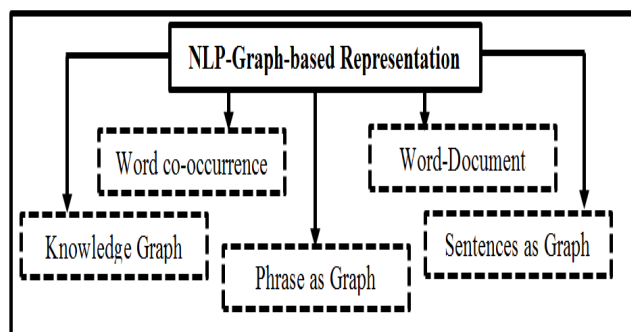 NLP-Graph-based Representation
Word co-occurrence
Word-Document
Knowledge Graph
Phrase as Graph
Sentences as Graph